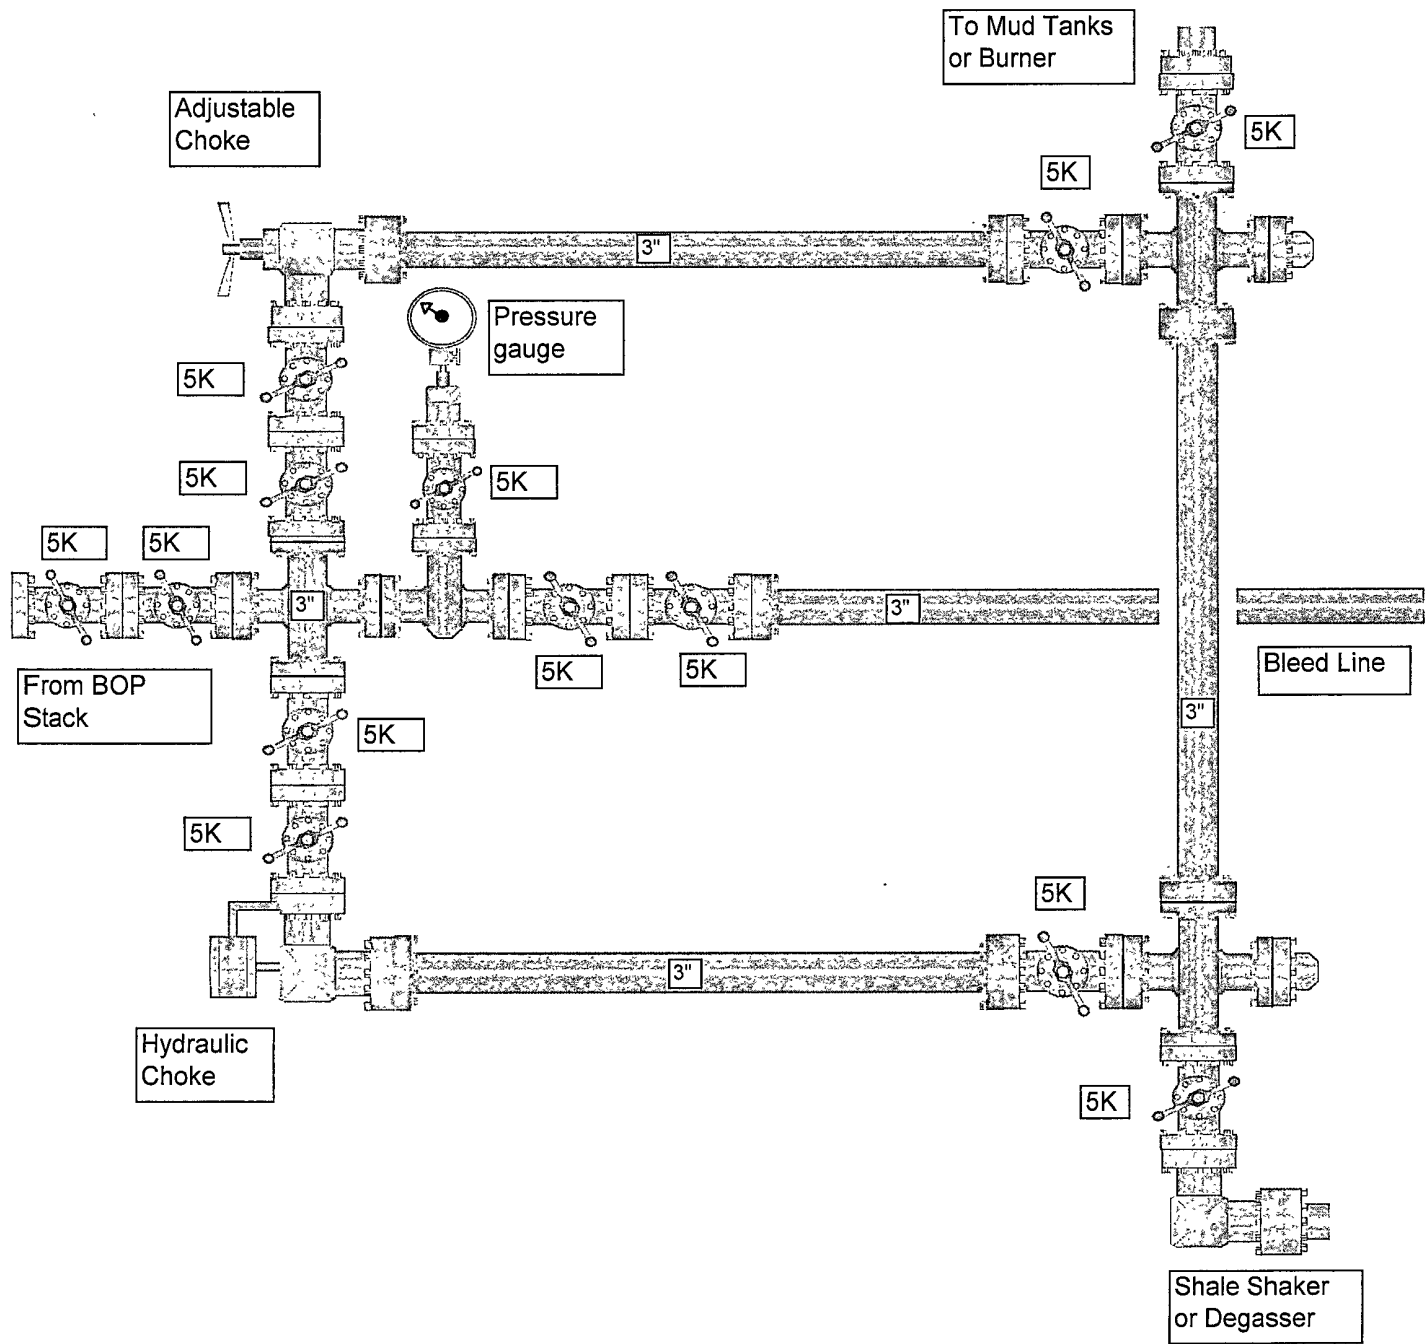 To Mud Tanks
or Burner
Adjustable
Choke
5K
5K
3"
Pressure
gauge
5K
5K
5K
5K
5K
3"
3"
5K
5K
From BOP
Stack
Bleed Line
3"
5K
5K
5K
3"
Hydraulic
Choke
5K
Shale Shaker
or Degasser